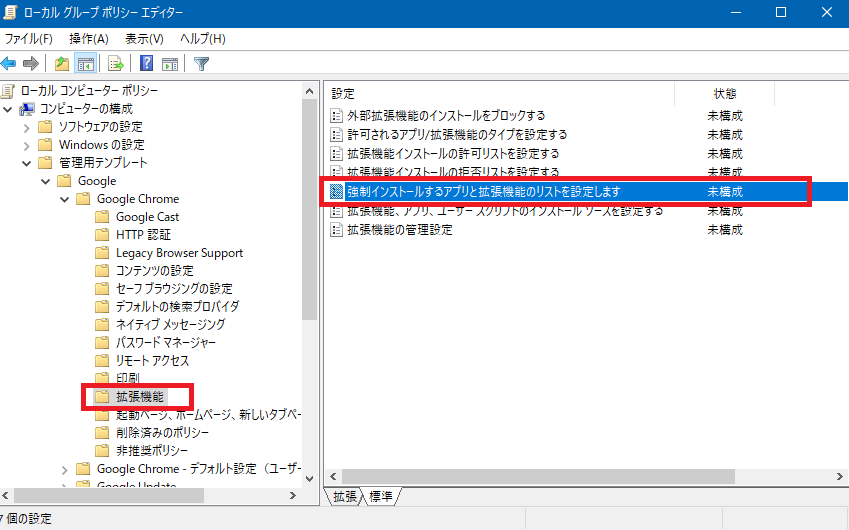 ローカル グループ ポリシー エディター
ファイル(F) 操作(A) 表示(V) ヘルプ(H)
ローカル コンピューター ポリシー
コンピューターの構成
ソフトウェアの設定
Windows の設定
管理用テンプレート
Google
Google Chrome
Google Cast
HTTP 認証
Legacy Browser Support
コンテンツの設定
セーフ ブラウジングの設定
デフォルトの検索プロバイダ
ネイティブ メッセージング
パスワード マネージャー
リモート アクセス
印刷
拡張機能
起動ページ、ホームページ、新しいタブペー
削除済みのポリシー
非推奨ポリシー
Google Chrome - デフォルト設定（ユーザー
Google Update
設定 状態
外部拡張機能のインストールをブロックする 未構成
許可されるアプリ/拡張機能のタイプを設定する 未構成
拡張機能インストールの許可リストを設定する 未構成
拡張機能インストールの拒否リストを設定する 未構成
強制インストールするアプリと拡張機能のリストを設定します 未構成
拡張機能、アプリ、ユーザー スクリプトのインストール ソースを設定する 未構成
拡張機能の管理設定 未構成
拡張 標準
7 個の設定